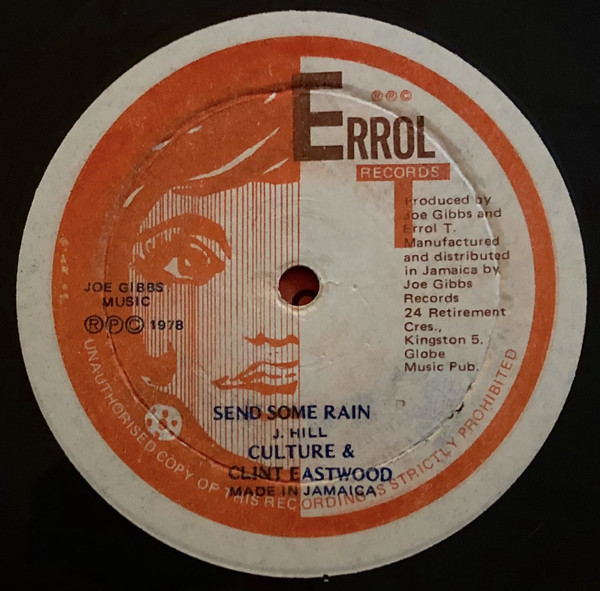 ERROL
RECORDS
T
® ℗ ©
Produced by
Joe Gibbs and
Errol T.
Manufactured
and distributed
in Jamaica by.
Joe Gibbs
Records
24 Retirement
Cres.,
Kingston 5.
Globe
Music Pub.
JOE GIBBS
MUSIC
® ℗ © 1978
SEND SOME RAIN
J. HILL
CULTURE &
CLINT EASTWOOD
MADE IN JAMAICA
UNAUTHORISED COPY OF THIS RECORDING IS STRICTLY PROHIBITED